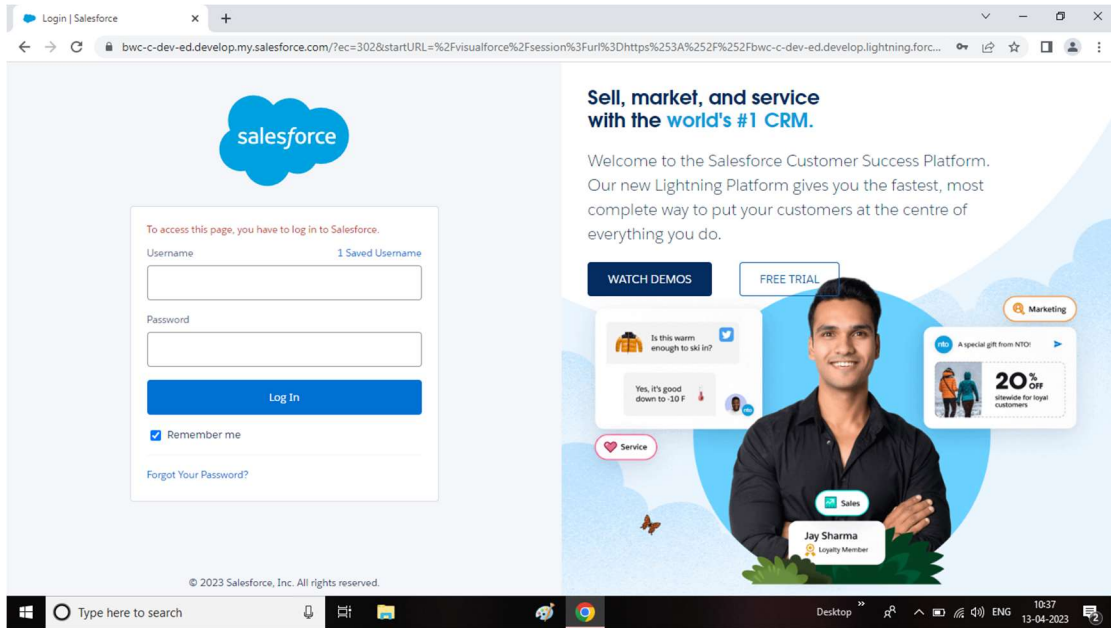 Login | Salesforce
bwc-c-dev-ed.develop.my.salesforce.com/?ec=302&startURL=%2Fvisualforce%2Fsession%3Furl%3Dhttps%253A%252F%252Fbwc-c-dev-ed.develop.lightning.forc...
salesforce
To access this page, you have to log in to Salesforce.
Username 1 Saved Username
Password
Log In
Remember me
Forgot Your Password?
© 2023 Salesforce, Inc. All rights reserved.
Sell, market, and service
with the world's #1 CRM.
Welcome to the Salesforce Customer Success Platform.
Our new Lightning Platform gives you the fastest, most
complete way to put your customers at the centre of
everything you do.
WATCH DEMOS
FREE TRIAL
Is this warm
enough to ski in?
Yes, it's good
down to -10 F
nto
Service
Marketing
nto
A special gift from NTO!
20% OFF
sitewide for loyal
customers
Sales
Jay Sharma
Loyalty Member
Type here to search
Desktop
ENG
10:37
13-04-2023
2